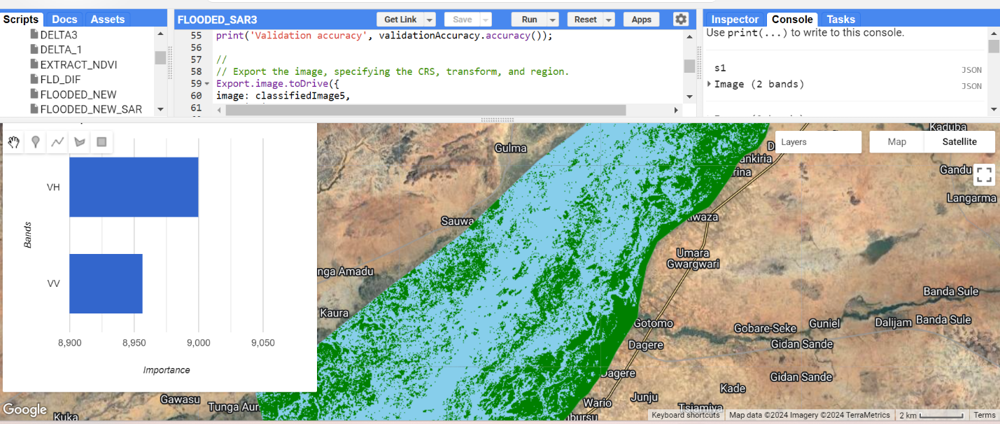 Scripts Docs Assets
DELTA3
DELTA_1
EXTRACT_NDVI
FLD_DIF
FLOODED_NEW
FLOODED_NEW_SAR
FLOODED_SAR3
Get Link Save Run Reset Apps
55 print('Validation accuracy', validationAccuracy.accuracy());
56
57 //
58 // Export the image, specifying the CRS, transform, and region.
59 Export.image.toDrive({
60 image: classifiedImage5,
61
Inspector Console Tasks
Use print(...) to write to this console.
s1
JSON
Image (2 bands)
JSON
VH
VV
Bands
8,900 8,950 9,000 9,050
Importance
Layers
Map Satellite
Kaduba
Gulma
Gandu
Langarma
Sauwa
Umara
Gwargwari
Banda Sule
Kaura
Gotomo
Gobare-Seke
Guniel
Dalijam
Banda Sule
Dagere
Gidan Sande
Dagere
Gidan Sande
Kade
Gawasu
Tunga Aur
Wario
Junju
Tsiamiya
Kuka
Google
Keyboard shortcuts Map data ©2024 Imagery ©2024 TerraMetrics 2 km Terms